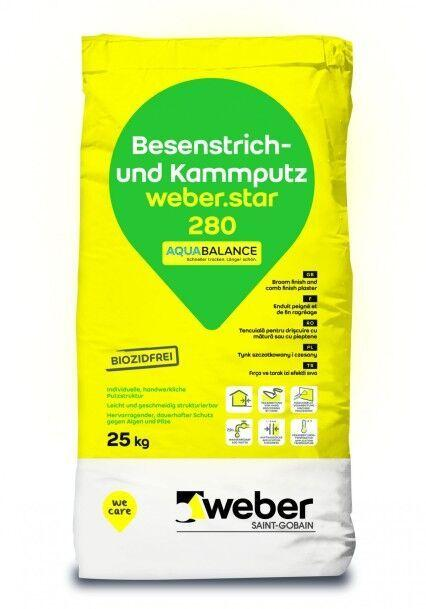 Besenstrich-
und Kammputz
weber.star
280
AQUABALANCE
Schneller trocken. Länger schön.
GB
Broom finish and
comb finish plaster
F
Enduit peigné et
de fin ragréage
RO
Tencuială pentru drișcuire cu
mătură sau cu pieptene
PL
Tynk szczotkowany i czesany
TR
Fırça ve tarak izi efekti sıva
BIOZIDFREI
Individuelle, handwerkliche
Putzstruktur
Leicht und geschmeidig strukturierbar
Hervorragender, dauerhafter Schutz
gegen Algen und Pilze
25 kg
we
care
weber
SAINT-GOBAIN